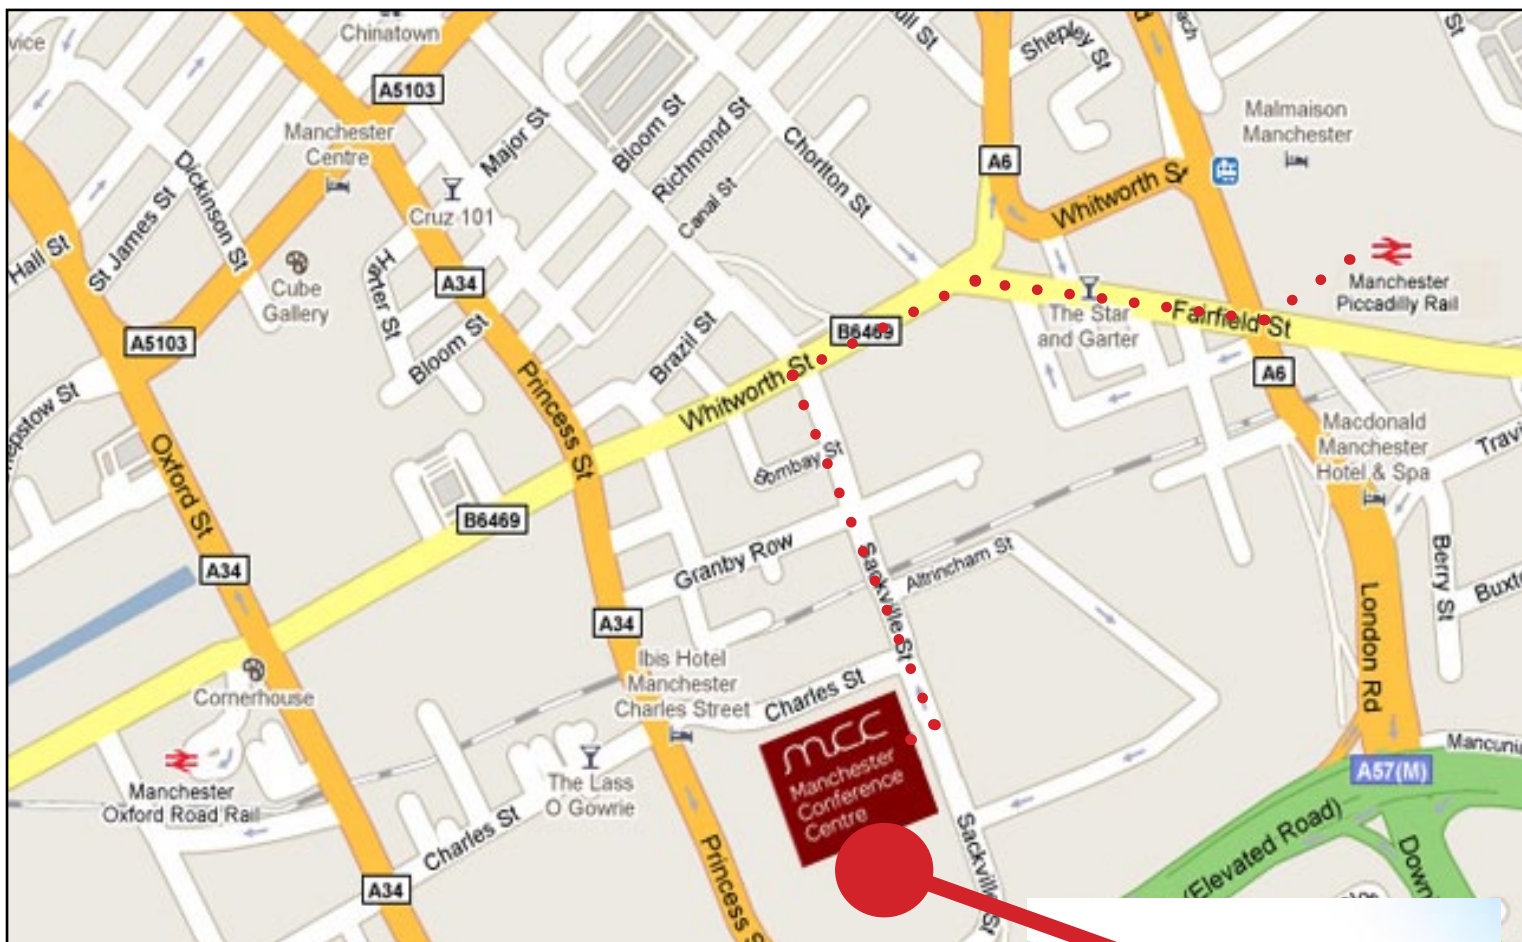 vice
Chinatown
Shepley St
St
A5103
Malmaison
Manchester
Manchester
Centre
Major St
Bloom St
Richmond St
Chorlton St
A6
Whitworth S
Dickinson St
St James St
Cruz 101
Canal St
Hall St
Harter St
A34
Cube
Gallery
Manchester
Piccadilly Rail
The Star
and Garter
Fairfield St
A5103
Bloom St
Brazil St
B6469
A6
Whitworth St
Princess St
Macdonald
Manchester
Hotel & Spa
Oxford St
Bombay St
B6469
Granby Row
Sackville St
Altrincham St
Berry St
A34
London Rd
A34
Ibis Hotel
Manchester
Charles Street
Charles St
Cornerhouse
mcc
Manchester
Conference
Centre
Manchester
Oxford Road Rail
The Lass
O Gowrie
A57(M)
Charles St
Sackville St
(Elevated Road)
Down
Princess S
A34